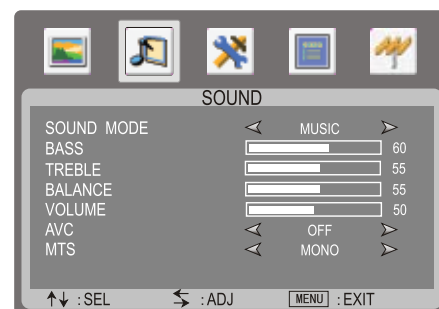 SOUND
SOUND MODE MUSIC
BASS 60
TREBLE 55
BALANCE 55
VOLUME 50
AVC OFF
MTS MONO
: SEL : ADJ MENU : EXIT